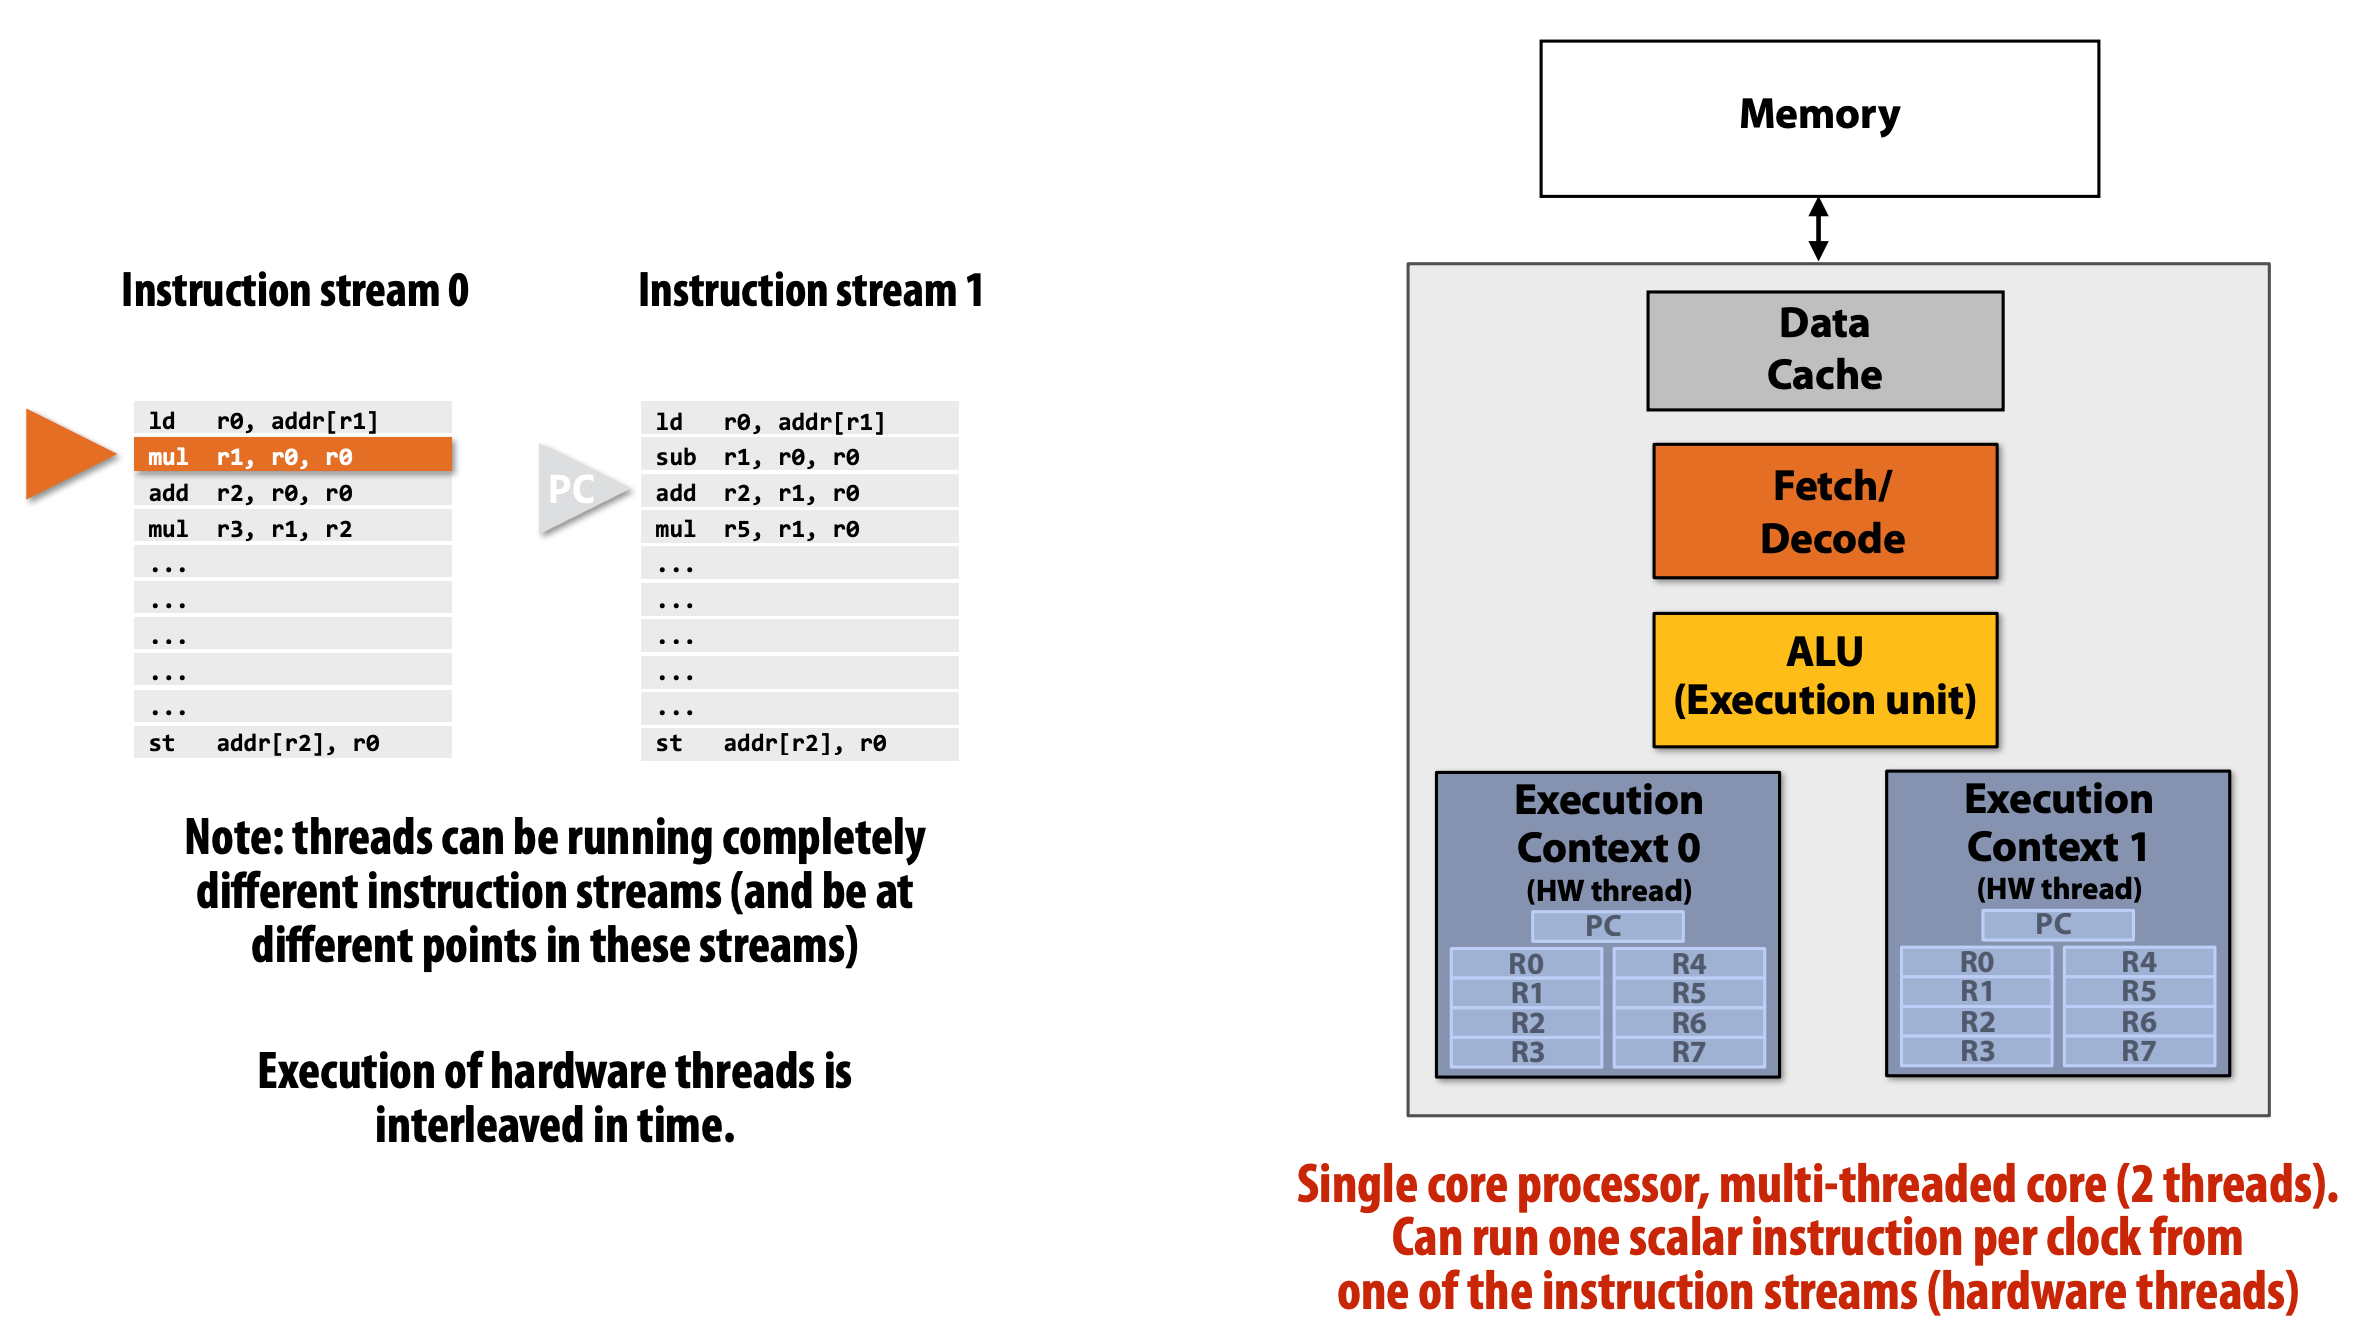 Instruction stream 0
ld r0, addr[r1]
mul r1, r0, r0
add r2, r0, r0
mul r3, r1, r2
...
...
...
...
...
st addr[r2], r0
Instruction stream 1
PC
ld r0, addr[r1]
sub r1, r0, r0
add r2, r1, r0
mul r5, r1, r0
...
...
...
...
...
st addr[r2], r0
Note: threads can be running completely
different instruction streams (and be at
different points in these streams)
Execution of hardware threads is
interleaved in time.
Memory
Data
Cache
Fetch/
Decode
ALU
(Execution unit)
Execution
Context 0
(HW thread)
PC
R0 R4
R1 R5
R2 R6
R3 R7
Execution
Context 1
(HW thread)
PC
R0 R4
R1 R5
R2 R6
R3 R7
Single core processor, multi-threaded core (2 threads).
Can run one scalar instruction per clock from
one of the instruction streams (hardware threads)